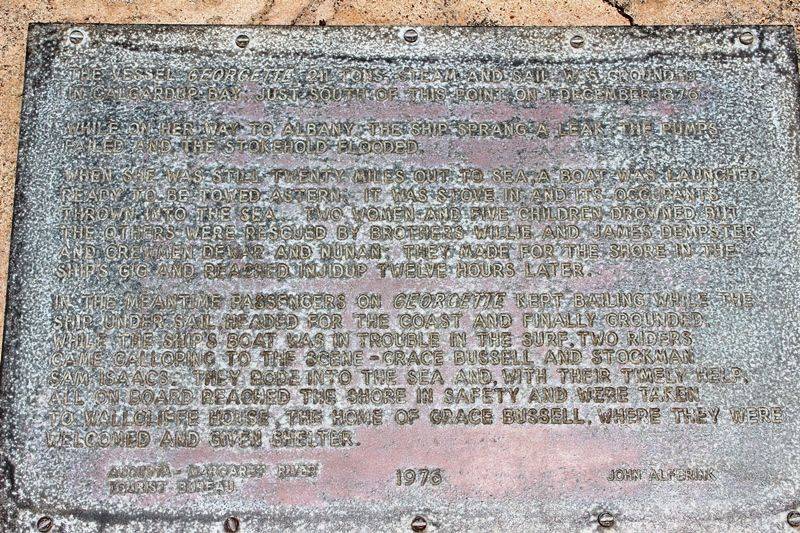 THE VESSEL GEORGETTE, 211 TONS, STEAM AND SAIL WAS GROUNDED
IN CALGARDUP BAY, JUST SOUTH OF THIS POINT ON 1 DECEMBER 1876
WHILE ON HER WAY TO ALBANY, THE SHIP SPRANG A LEAK, THE PUMPS
FAILED AND THE STOKEHOLD FLOODED.
WHEN SHE WAS STILL TWENTY MILES OUT TO SEA, A BOAT WAS LAUNCHED
READY TO BE TOWED ASTERN. IT WAS STOVE IN AND ITS OCCUPANTS
THROWN INTO THE SEA. TWO WOMEN AND FIVE CHILDREN DROWNED BUT
THE OTHERS WERE RESCUED BY BROTHERS WILLIE AND JAMES DEMPSTER
AND CREWMEN DEWAR AND NUNAN. THEY MADE FOR THE SHORE IN THE
SHIPS GIG AND REACHED INJIDUP TWELVE HOURS LATER.
IN THE MEANTIME PASSENGERS ON GEORGETTE KEPT BAILING WHILE THE
SHIP, UNDER SAIL, HEADED FOR THE COAST AND FINALLY GROUNDED.
WHILE THE SHIP'S BOAT WAS IN TROUBLE IN THE SURF, TWO RIDERS
CAME GALLOPING TO THE SCENE - GRACE BUSSELL AND STOCKMAN
SAM ISAACS. THEY RODE INTO THE SEA AND, WITH THEIR TIMELY HELP,
ALL ON BOARD REACHED THE SHORE IN SAFETY AND WERE TAKEN
TO WALLCLIFFE HOUSE, THE HOME OF GRACE BUSSELL, WHERE THEY WERE
WELCOMED AND GIVEN SHELTER.
AUGUSTA - MARGARET RIVER
TOURIST BUREAU
1976
JOHN ALFERINK